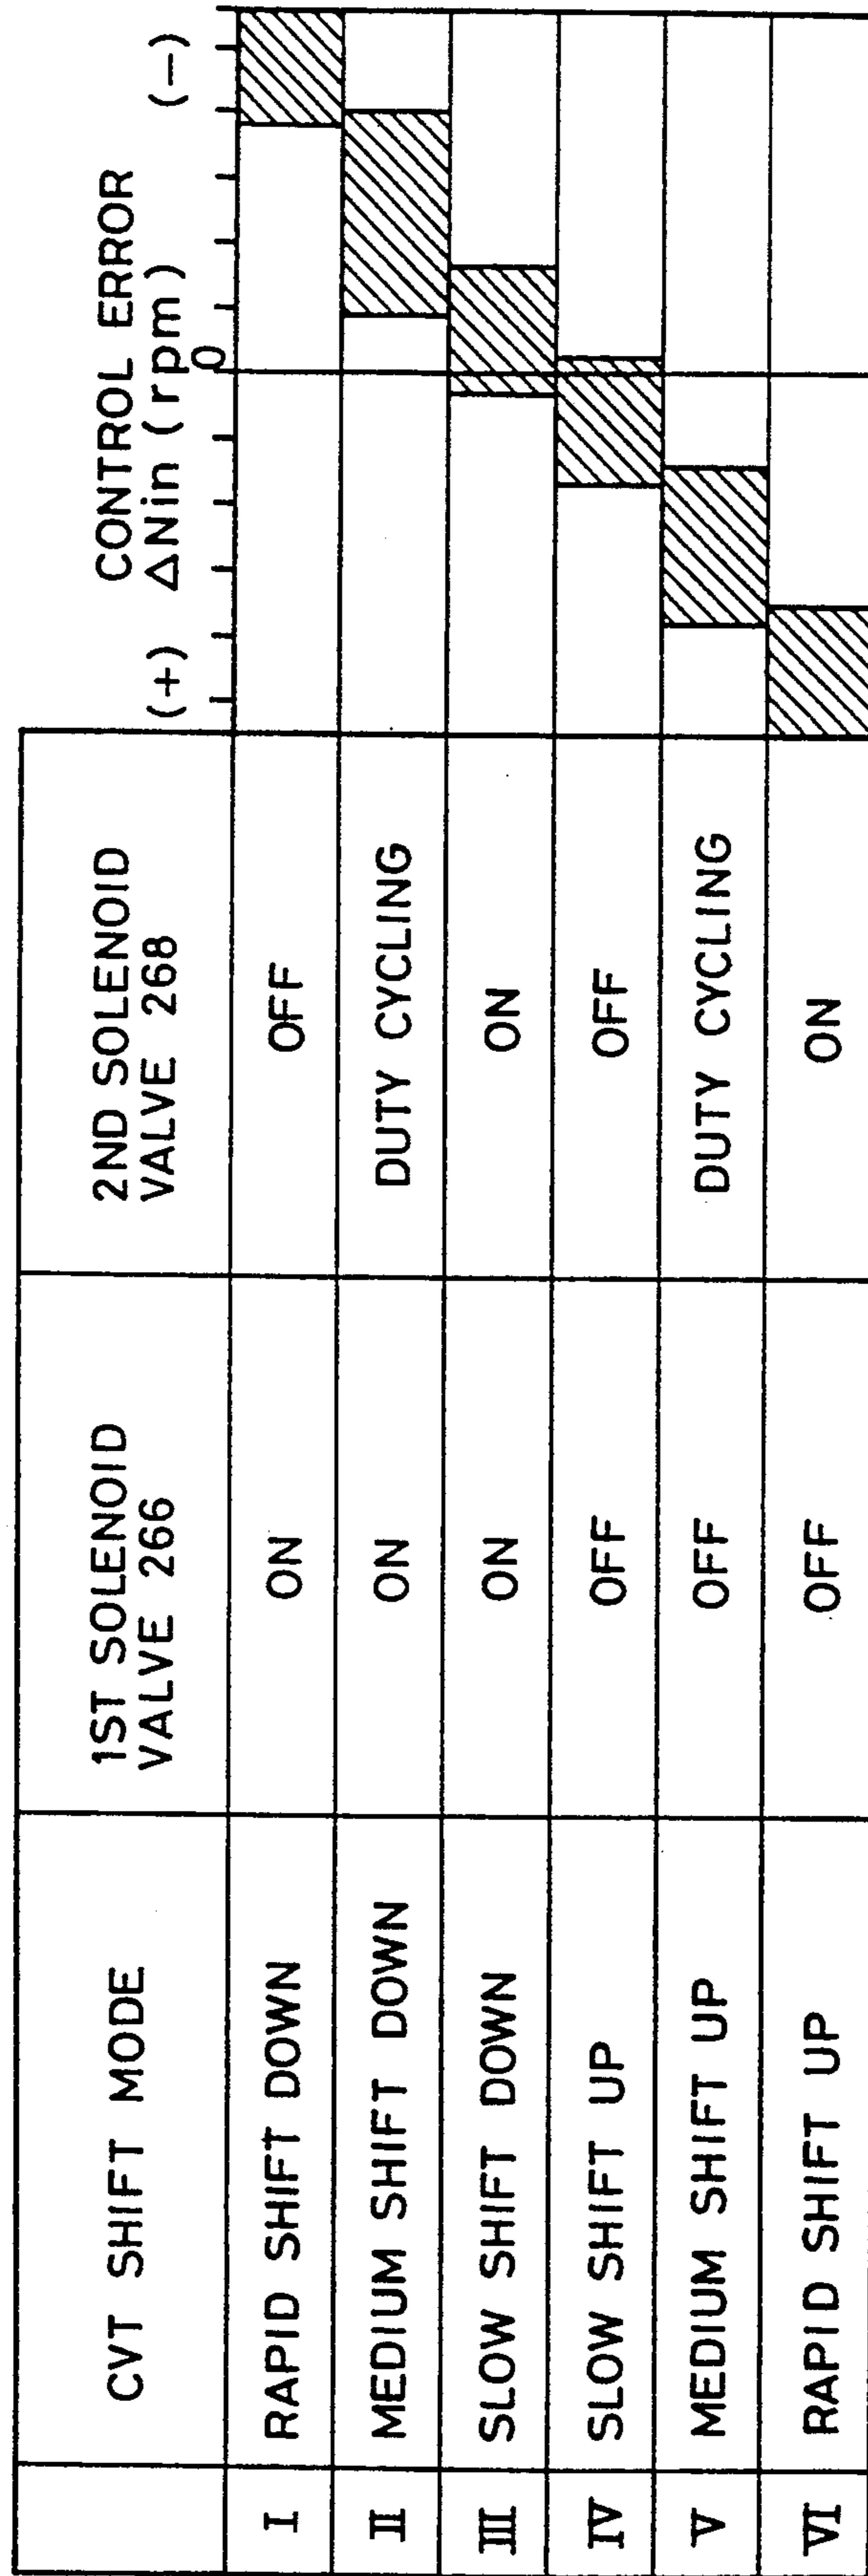 CVT SHIFT MODE
1ST SOLENOID
VALVE 266
2ND SOLENOID
VALVE 268
CONTROL ERROR
(+) ΔNin (rpm) (−)
0
I RAPID SHIFT DOWN ON OFF
II MEDIUM SHIFT DOWN ON DUTY CYCLING
III SLOW SHIFT DOWN ON ON
IV SLOW SHIFT UP OFF OFF
V MEDIUM SHIFT UP OFF DUTY CYCLING
VI RAPID SHIFT UP OFF ON